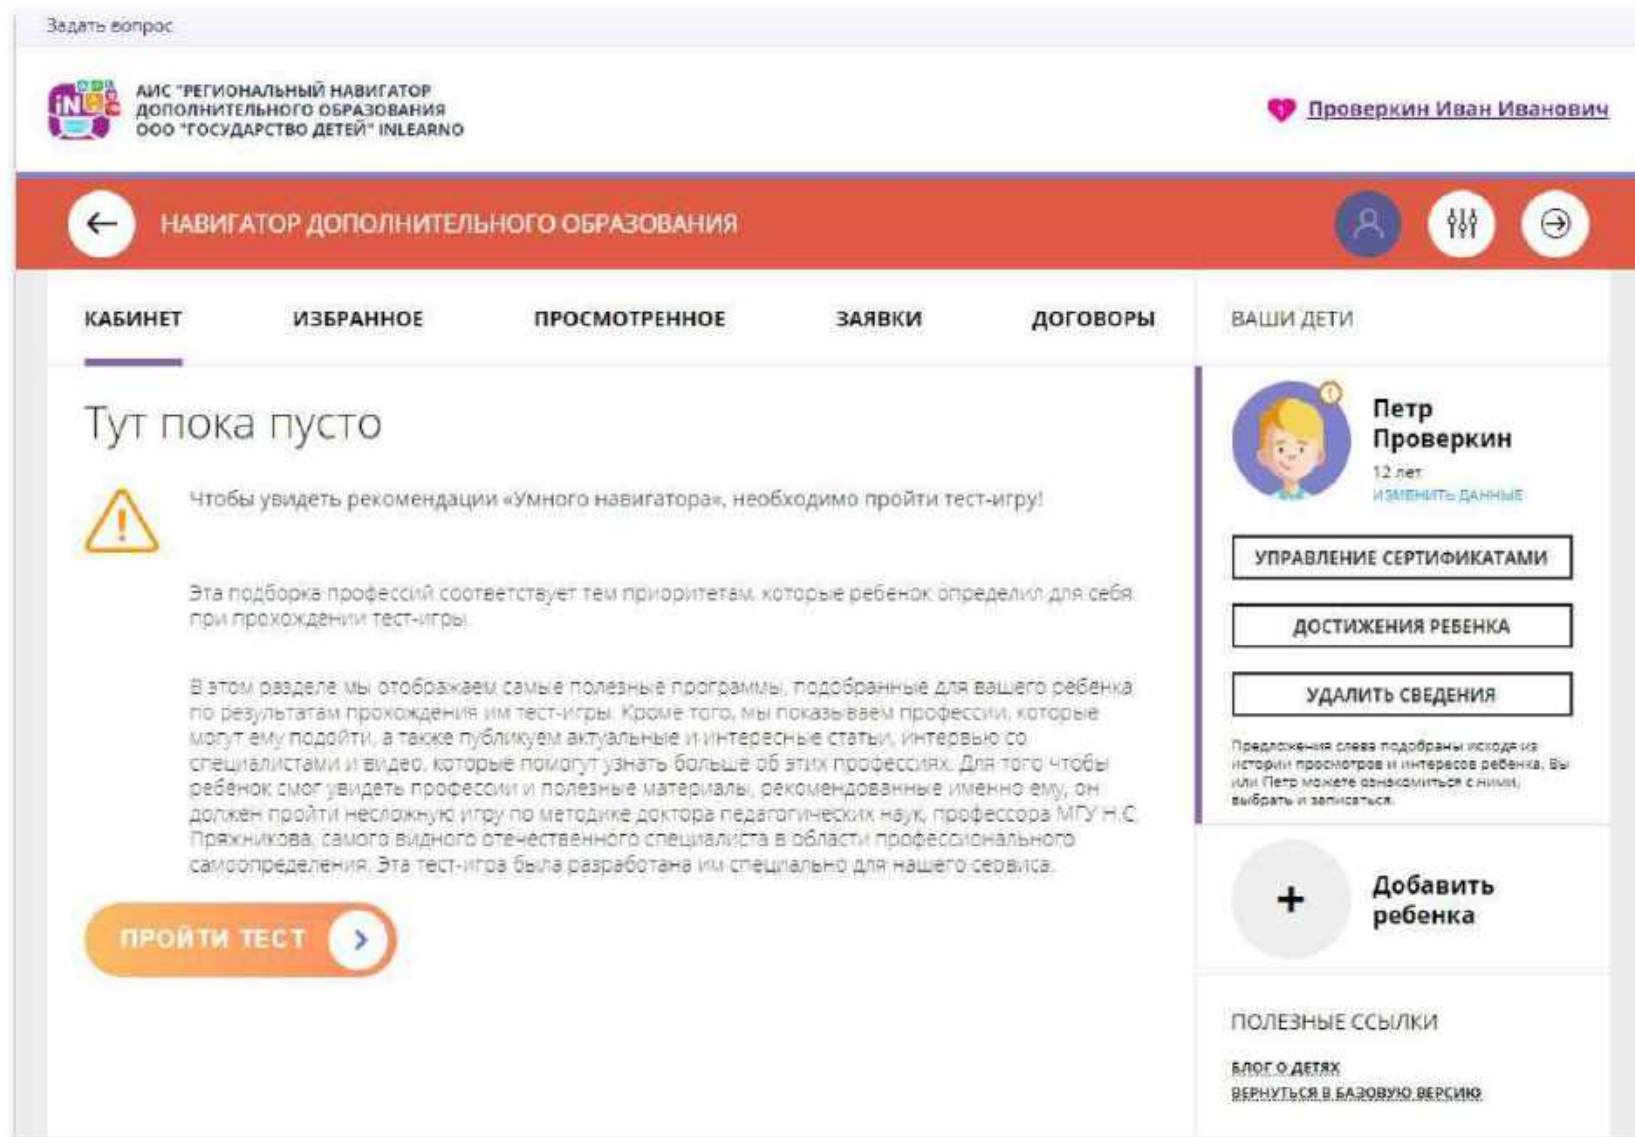 Задать вопрос
АИС "РЕГИОНАЛЬНЫЙ НАВИГАТОР
ДОПОЛНИТЕЛЬНОГО ОБРАЗОВАНИЯ
ООО "ГОСУДАРСТВО ДЕТЕЙ" INLEARNO
1
Проверкин Иван Иванович
НАВИГАТОР ДОПОЛНИТЕЛЬНОГО ОБРАЗОВАНИЯ
КАБИНЕТ
ИЗБРАННОЕ
ПРОСМОТРЕННОЕ
ЗАЯВКИ
ДОГОВОРЫ
Тут пока пусто
Чтобы увидеть рекомендации «Умного навигатора«, необходимо пройти тест-игру!
Эта подборка профессий соответствует тем приоритетам, которые ребенок определил для себя
при прохождении тест-игры.
В этом разделе мы отображаем самые полезные программы, подобранные для вашего ребенка
по результатам прохождения им тест-игры. Кроме того, мы показываем профессии, которые
могут ему подойти, а также публикуем актуальные и интересные статьи, интервью со
специалистами и видео, которые помогут узнать больше об этих профессиях. Для того чтобы
ребенок смог увидеть профессии и полезные материалы, рекомендованные именно ему, он
должен пройти несложную игру по методике доктора педагогических наук, профессора МГУ Н.С.
Пряжникова, самого видного отечественного специалиста в области профессионального
самоопределения. Эта тест-игра была разработана им специально для нашего сервиса.
ПРОЙТИ ТЕСТ
ВАШИ ДЕТИ
Петр
Проверкин
12 лет
ИЗМЕНИТЬ ДАННЫЕ
УПРАВЛЕНИЕ СЕРТИФИКАТАМИ
ДОСТИЖЕНИЯ РЕБЕНКА
УДАЛИТЬ СВЕДЕНИЯ
Предложения слева подобраны исходя из
истории просмотров и интересов ребенка, Вы
или Петр можете ознакомиться с ними,
выбрать и записаться.
Добавить
ребенка
ПОЛЕЗНЫЕ ССЫЛКИ
БЛОГ О ДЕТЯХ
ВЕРНУТЬСЯ В БАЗОВУЮ ВЕРСИЮ